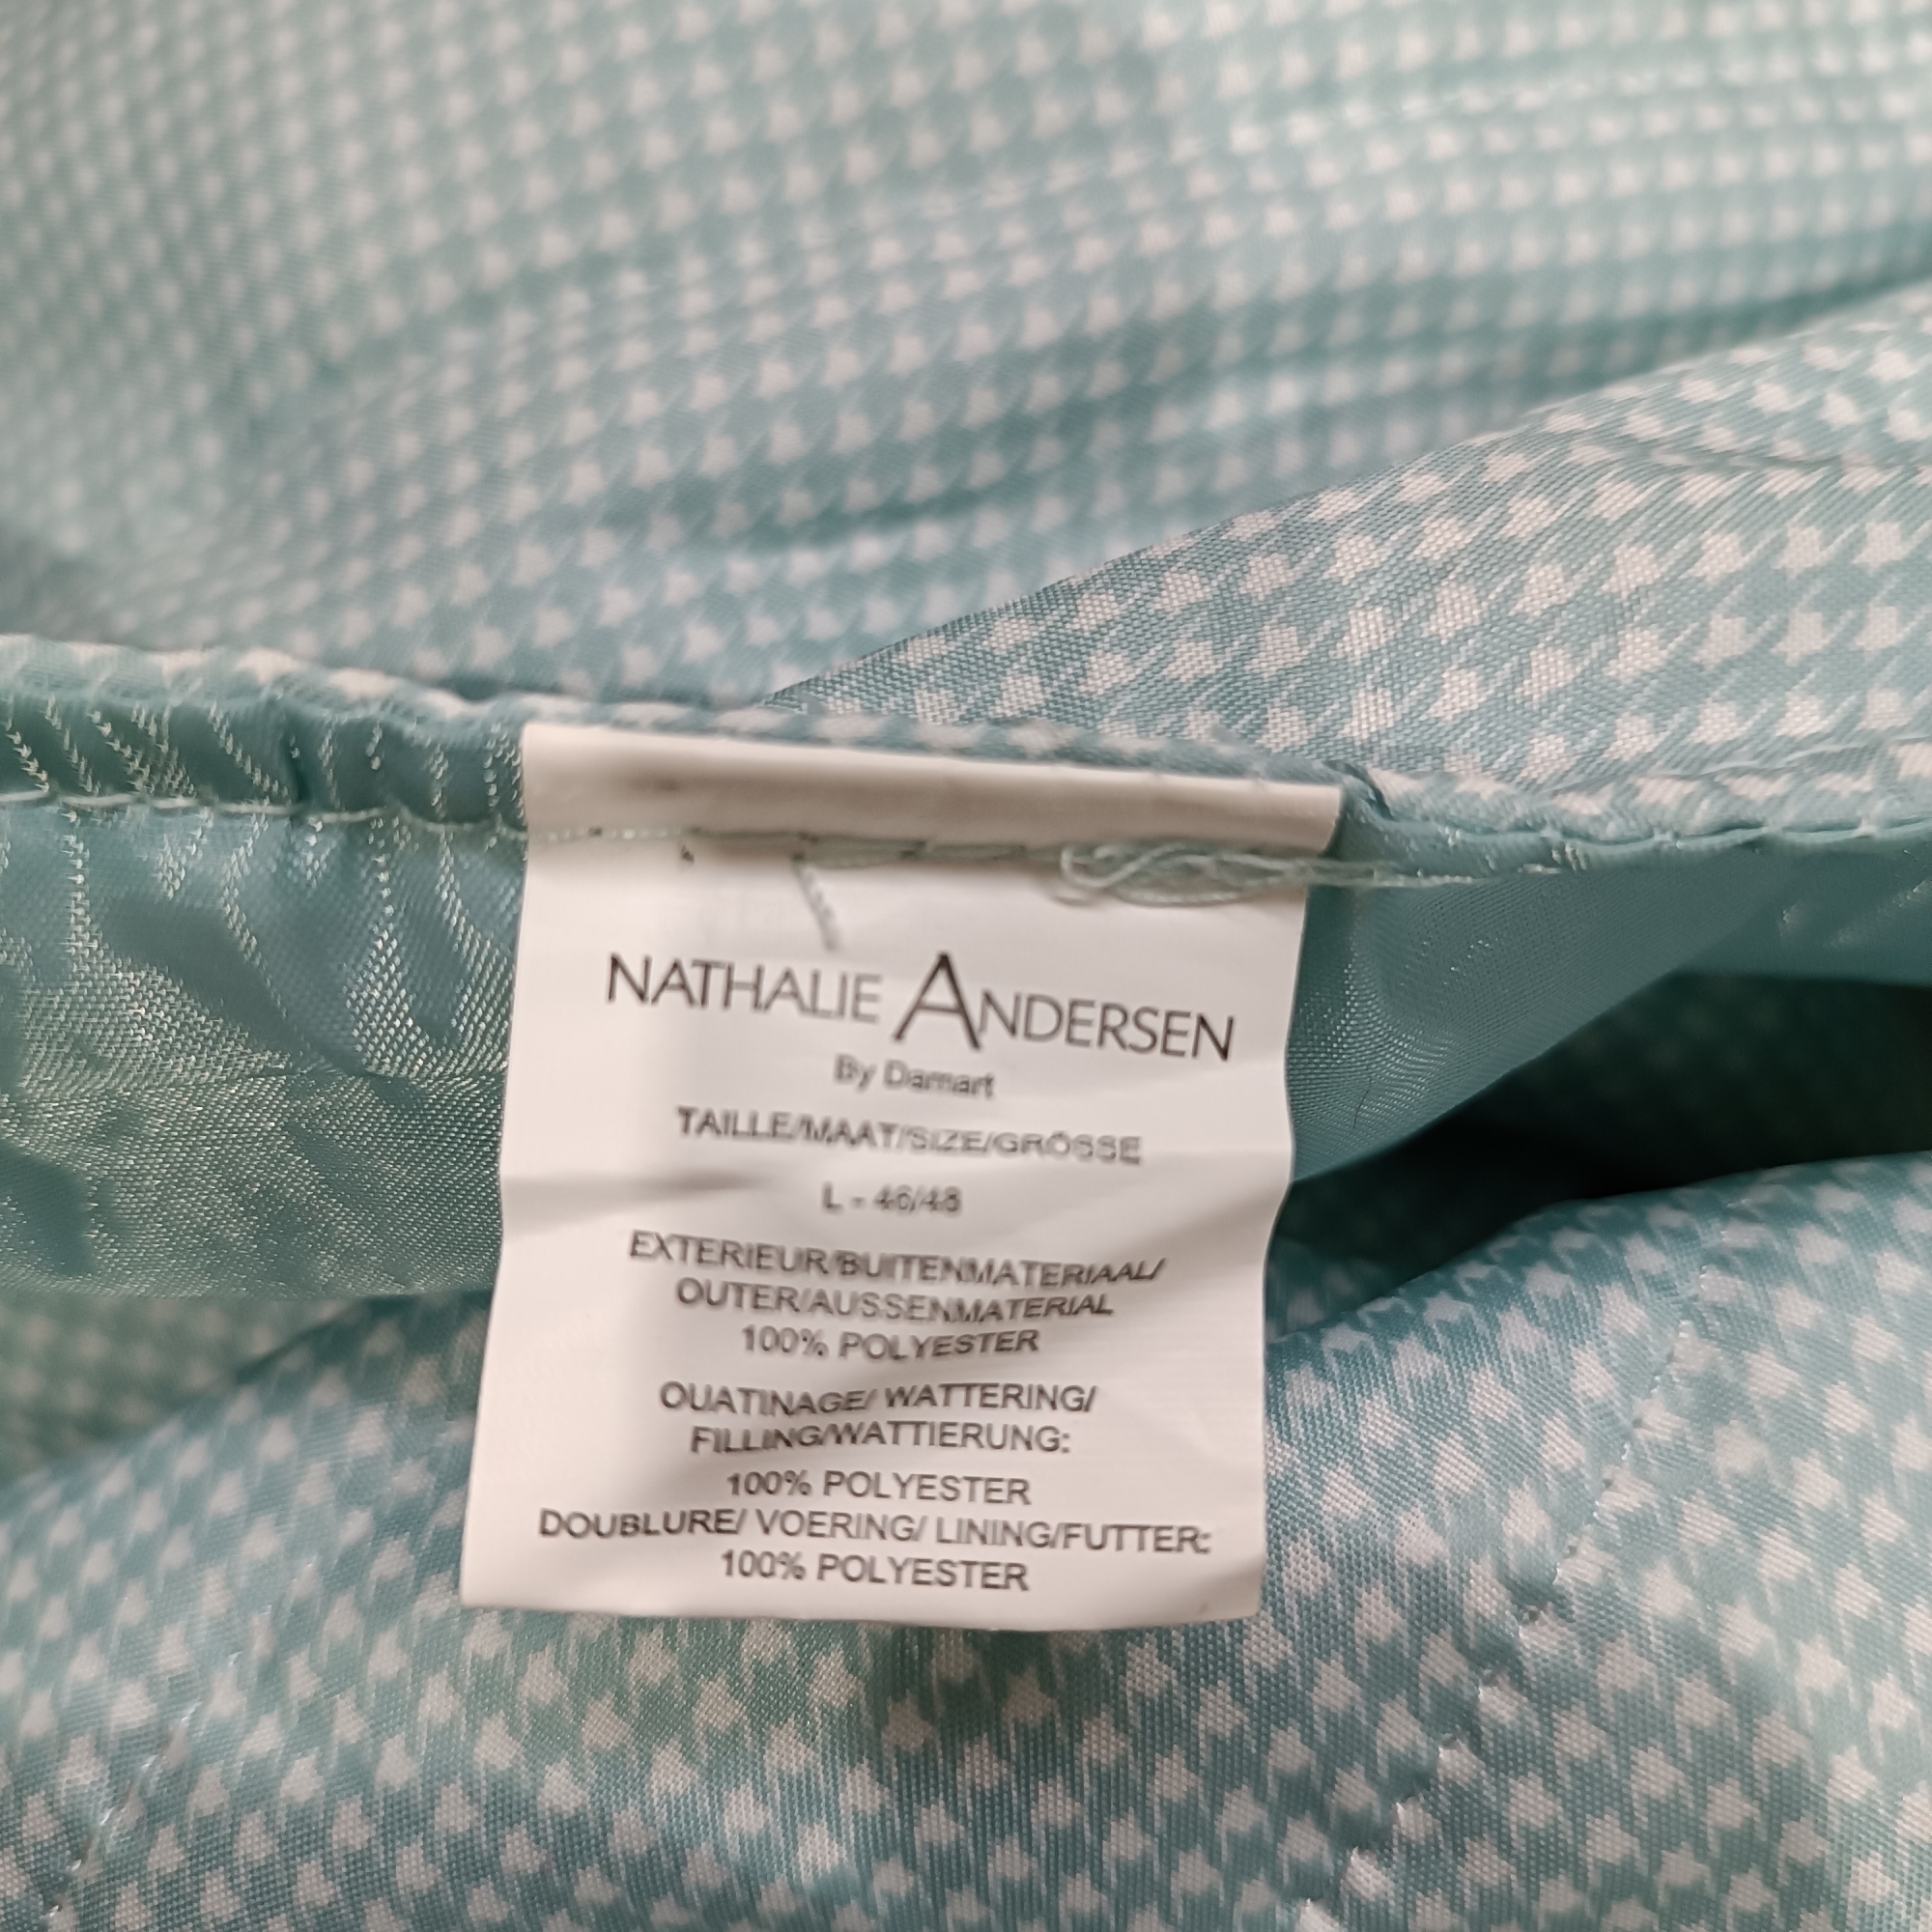 NATHALIE ANDERSEN
By Damart
TAILLE/MAAT/SIZE/GRÖSSE
L - 46/48
EXTERIEUR/BUITENMATERIAAL/
OUTER/AUSSENMATERIAL
100% POLYESTER
OUATINAGE/ WATTERING/
FILLING/WATTIERUNG:
100% POLYESTER
DOUBLURE/ VOERING/ LINING/FUTTER:
100% POLYESTER